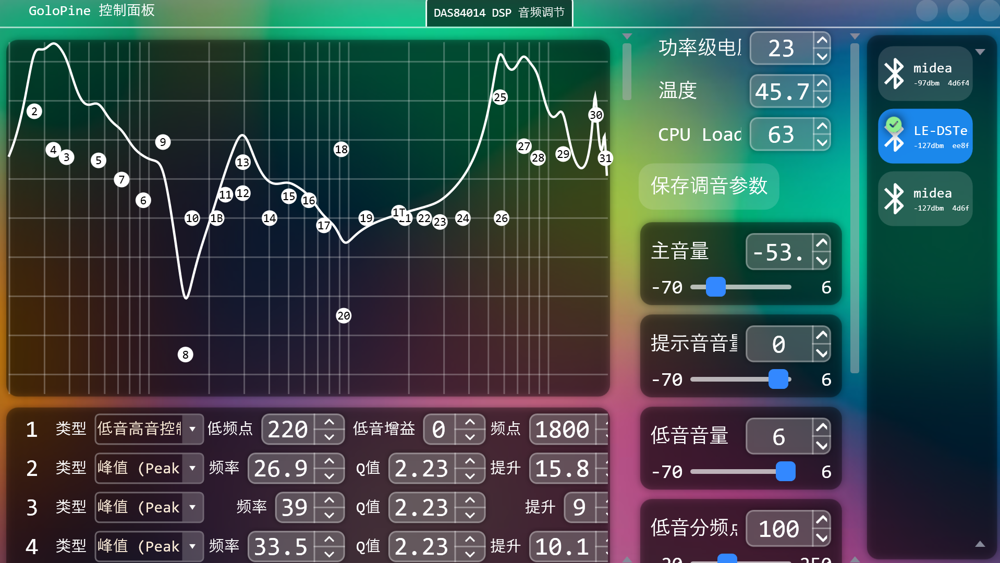 GoloPine 控制面板
DAS84014 DSP 音频调节
2
4
3
5
7
6
9
8
10
1B
11
12
13
14
15
16
17
18
19
20
1T
21
22
23
24
25
26
27
28
29
30
31
1 类型 低音高音控制 低频点 220 低音增益 0 频点 1800
2 类型 峰值 (Peak 频率 26.9 Q值 2.23 提升 15.8
3 类型 峰值 (Peak 频率 39 Q值 2.23 提升 9
4 类型 峰值 (Peak 频率 33.5 Q值 2.23 提升 10.1
功率级电压 23
温度 45.7
CPU Load 63
保存调音参数
主音量 -53.
-70 6
提示音音量 0
-70 6
低音音量 6
-70 6
低音分频点 100
20 250
midea
-97dbm 4d6f4
LE-DSTe
-127dbm ee8f
midea
-127dbm 4d6f